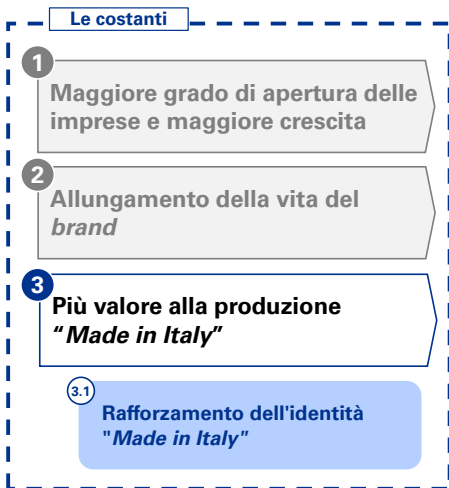 Le costanti
1
Maggiore grado di apertura delle
imprese e maggiore crescita
2
Allungamento della vita del
brand
3
Più valore alla produzione
“Made in Italy”
3.1
Rafforzamento dell'identità
"Made in Italy"